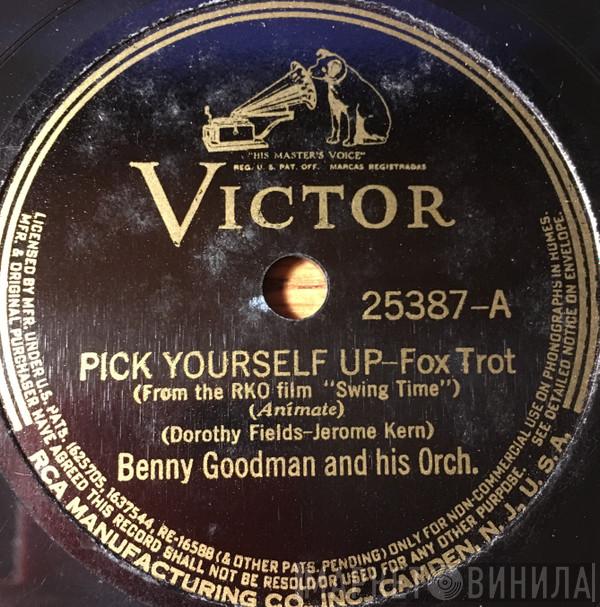 "HIS MASTER'S VOICE"
REG. U. S. PAT. OFF. MARCAS REGISTRADAS
VICTOR
25387-A
PICK YOURSELF UP-Fox Trot
(From the RKO film "Swing Time")
(Animate)
(Dorothy Fields-Jerome Kern)
Benny Goodman and his Orch.
LICENSED BY MFR. UNDER U.S. PATS. 1625705, 1637544, RE-16588 (& OTHER PATS. PENDING) ONLY FOR NON-COMMERCIAL USE ON PHONOGRAPHS IN HOMES.
MFR. & ORIGINAL PURCHASER HAVE AGREED THIS RECORD SHALL NOT BE RESOLD OR USED FOR ANY OTHER PURPOSE. SEE DETAILED NOTICE ON ENVELOPE.
RCA MANUFACTURING CO. INC., CAMDEN, N. J., U. S. A.
ВИНИЛА